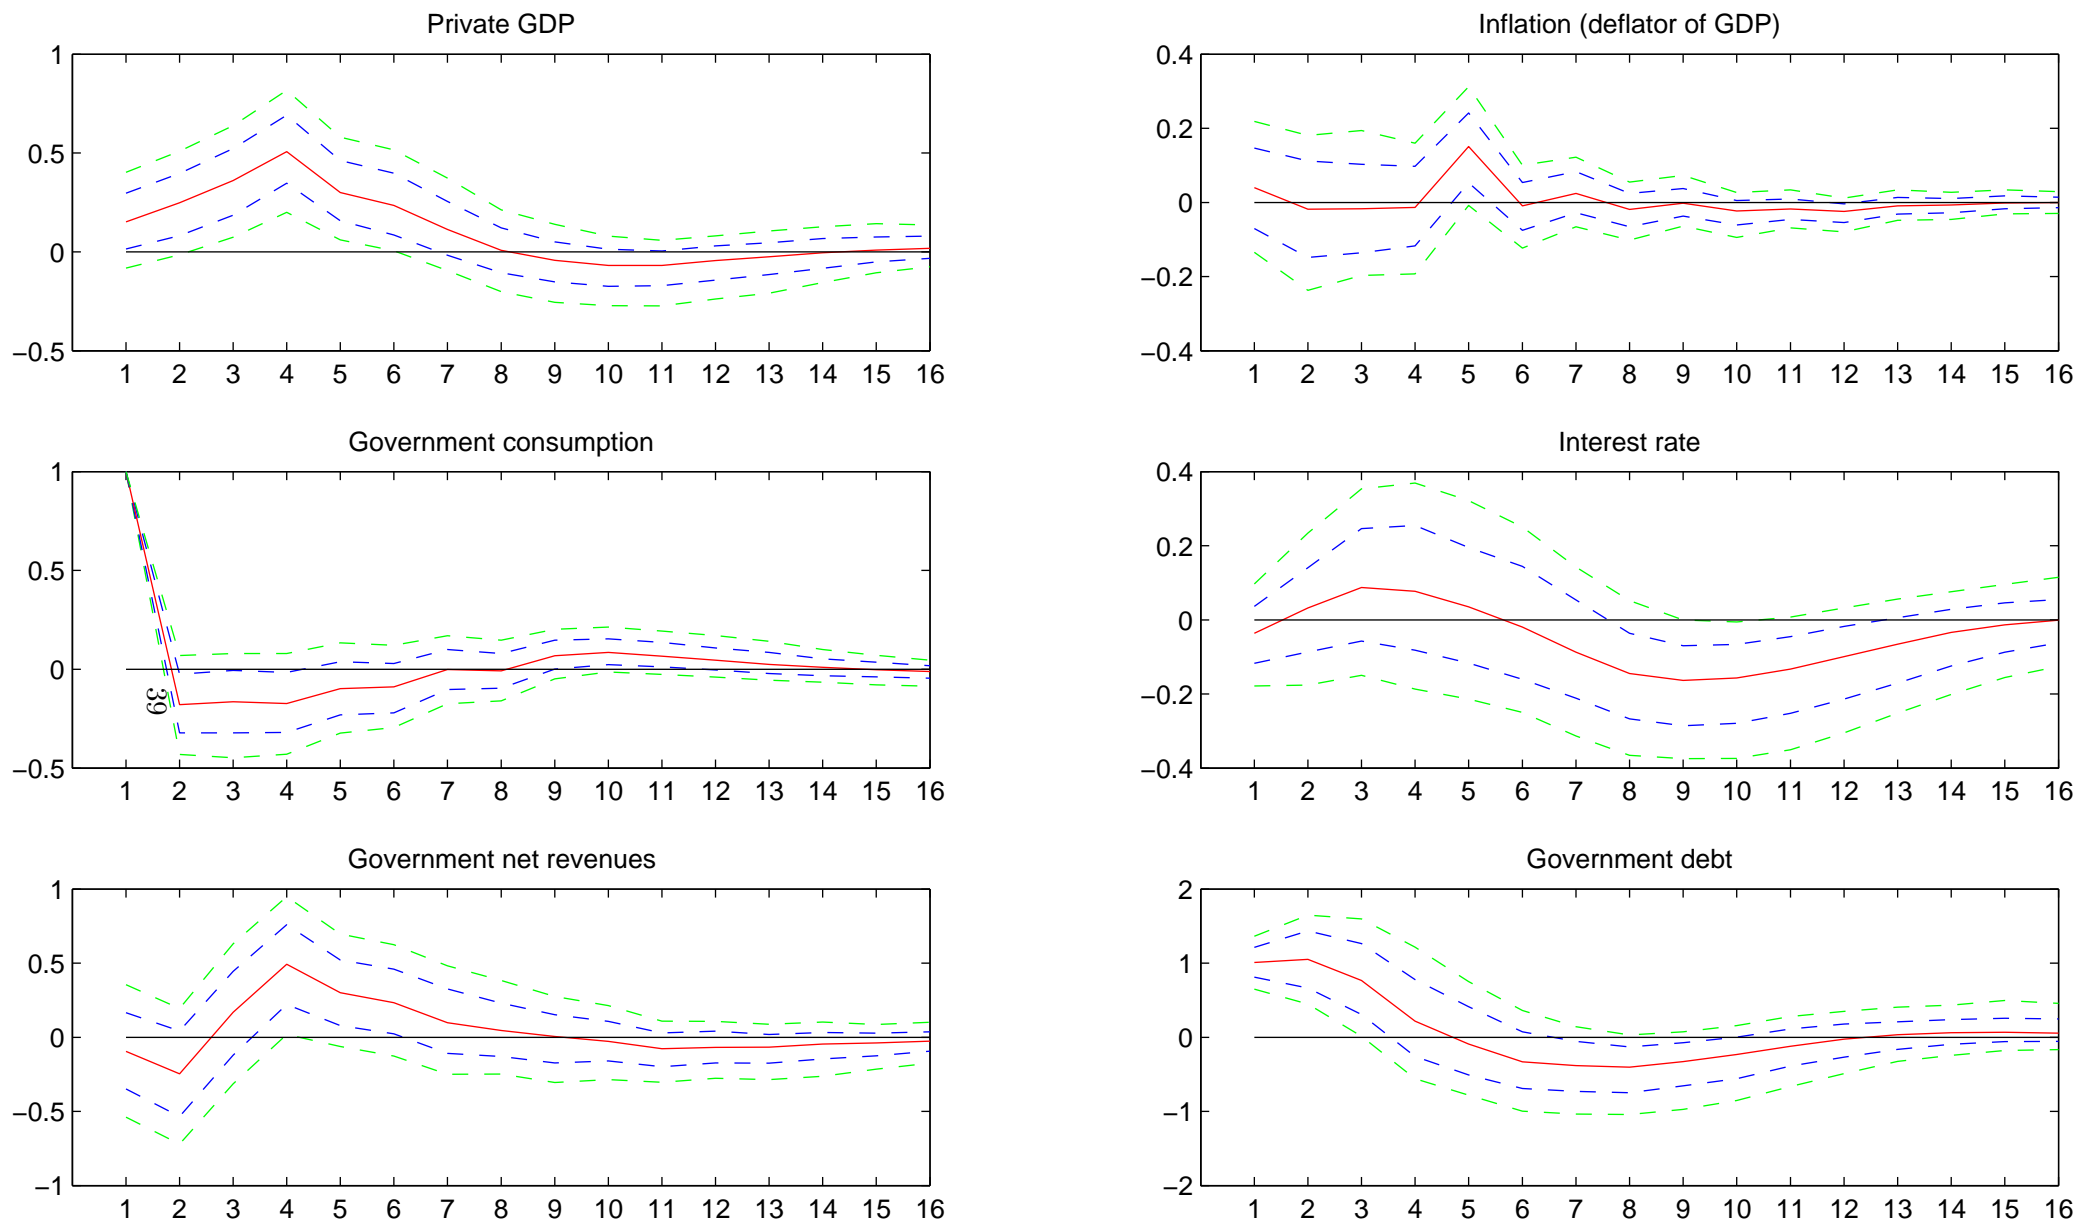 Private GDP
1
0.5
0
−0.5
1 2 3 4 5 6 7 8 9 10 11 12 13 14 15 16
Inflation (deflator of GDP)
0.4
0.2
0
−0.2
−0.4
1 2 3 4 5 6 7 8 9 10 11 12 13 14 15 16
Government consumption
1
0.5
0
−0.5
39
1 2 3 4 5 6 7 8 9 10 11 12 13 14 15 16
Interest rate
0.4
0.2
0
−0.2
−0.4
1 2 3 4 5 6 7 8 9 10 11 12 13 14 15 16
Government net revenues
1
0.5
0
−0.5
−1
1 2 3 4 5 6 7 8 9 10 11 12 13 14 15 16
Government debt
2
1
0
−1
−2
1 2 3 4 5 6 7 8 9 10 11 12 13 14 15 16